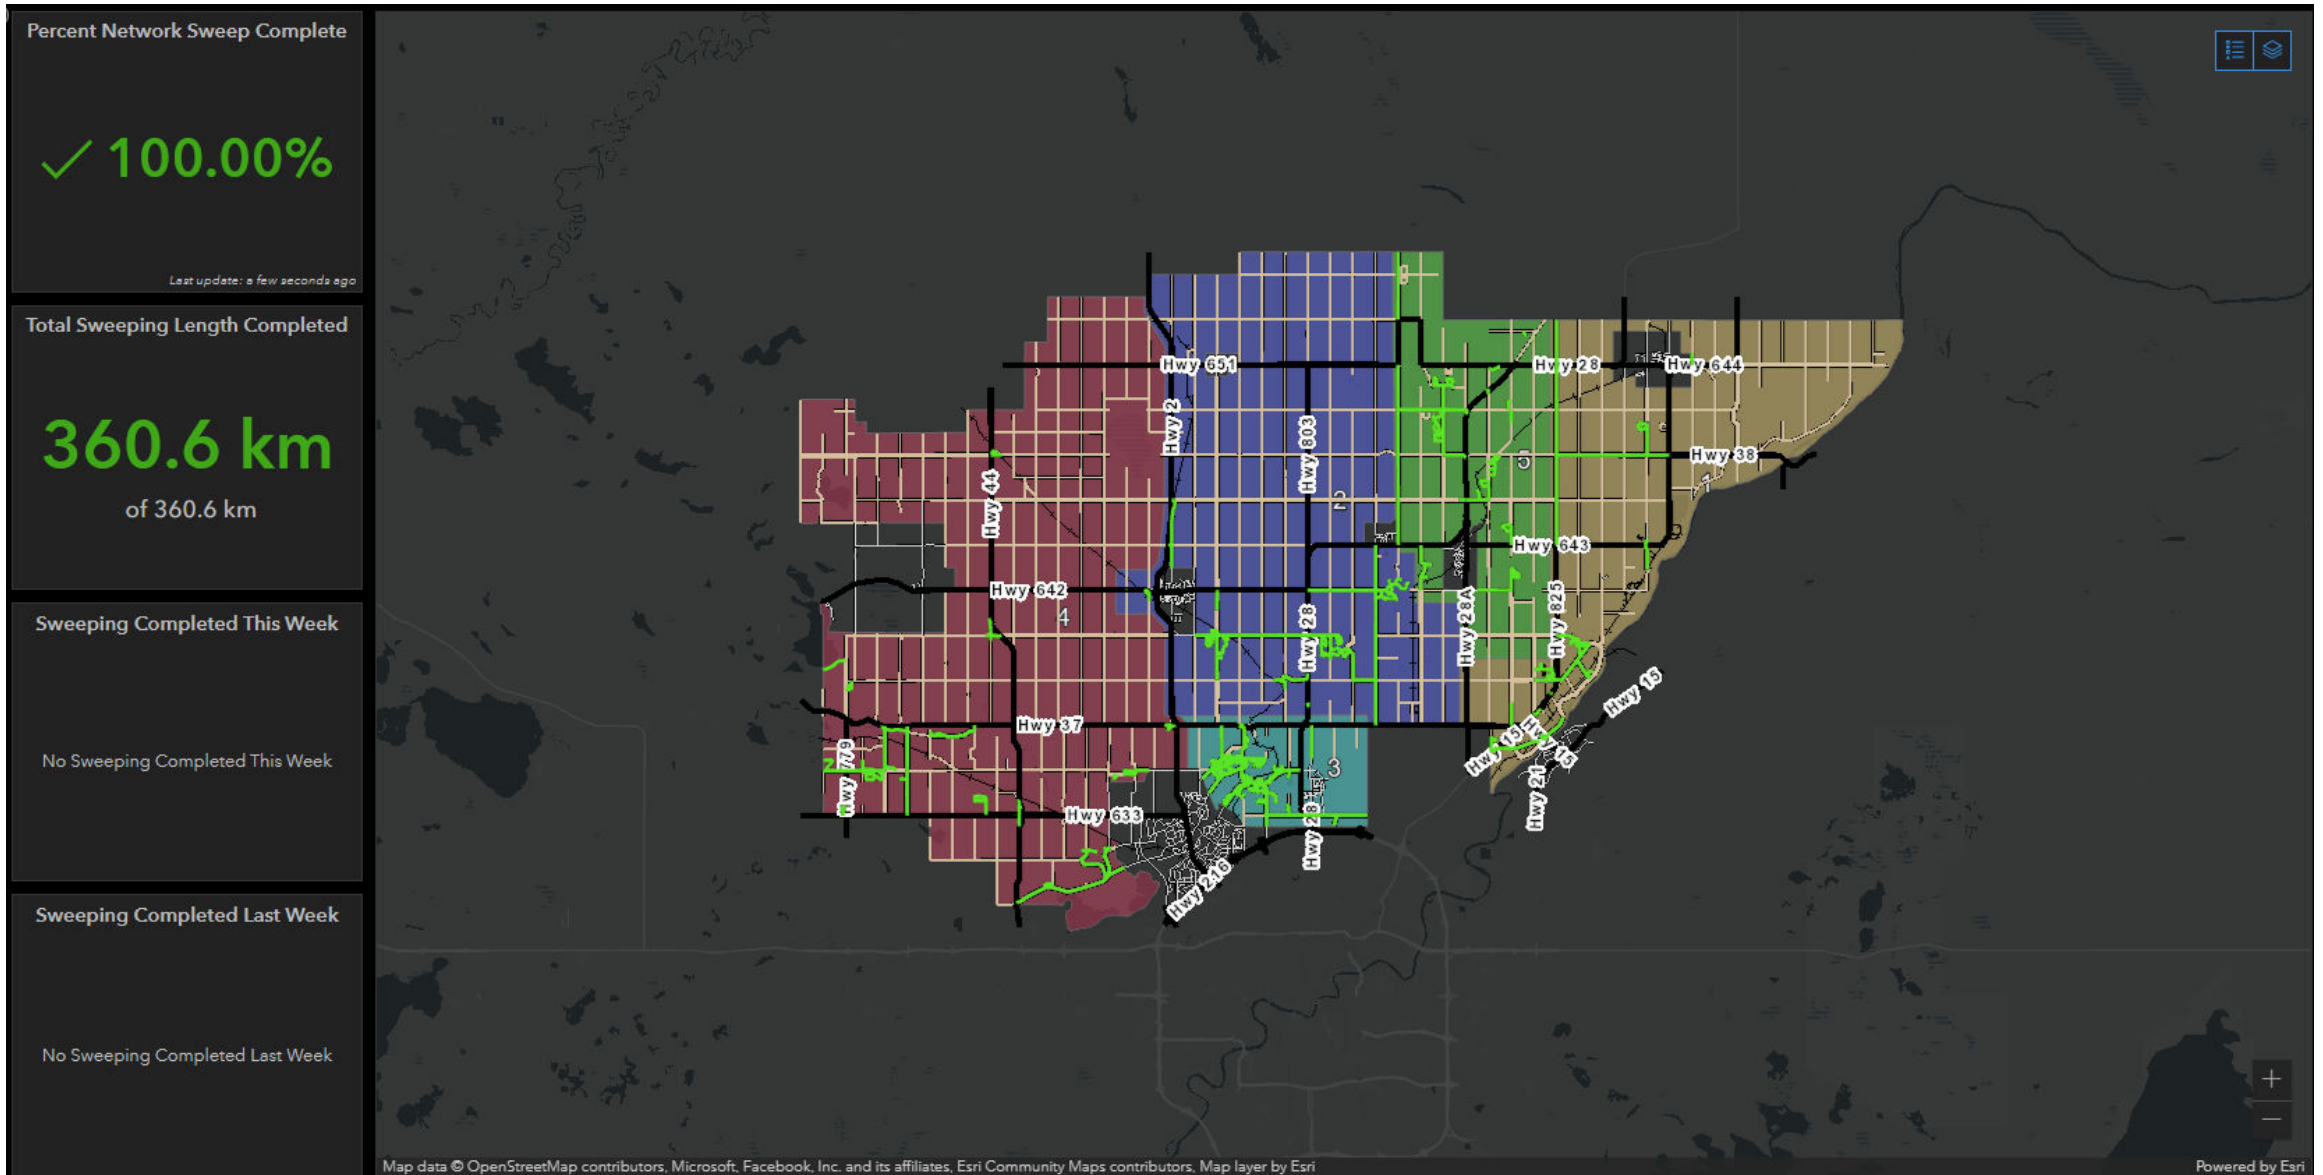 Percent Network Sweep Complete
100.00%
Last update: a few seconds ago
Total Sweeping Length Completed
360.6 km
of 360.6 km
Sweeping Completed This Week
No Sweeping Completed This Week
Sweeping Completed Last Week
No Sweeping Completed Last Week
Hwy 651
Hwy 28
Hwy 644
Hwy 2
Hwy 803
Hwy 44
Hwy 38
5
1
2
Hwy 643
Hwy 642
4
Hwy 28
Hwy 28A
Hwy 825
Hwy 15
Hwy 37
Hwy 15
Hwy 15
Hwy 779
3
Hwy 21
Hwy 633
Hwy 28
Hwy 216
+
−
Map data © OpenStreetMap contributors, Microsoft, Facebook, Inc. and its affiliates, Esri Community Maps contributors, Map layer by Esri
Powered by Esri